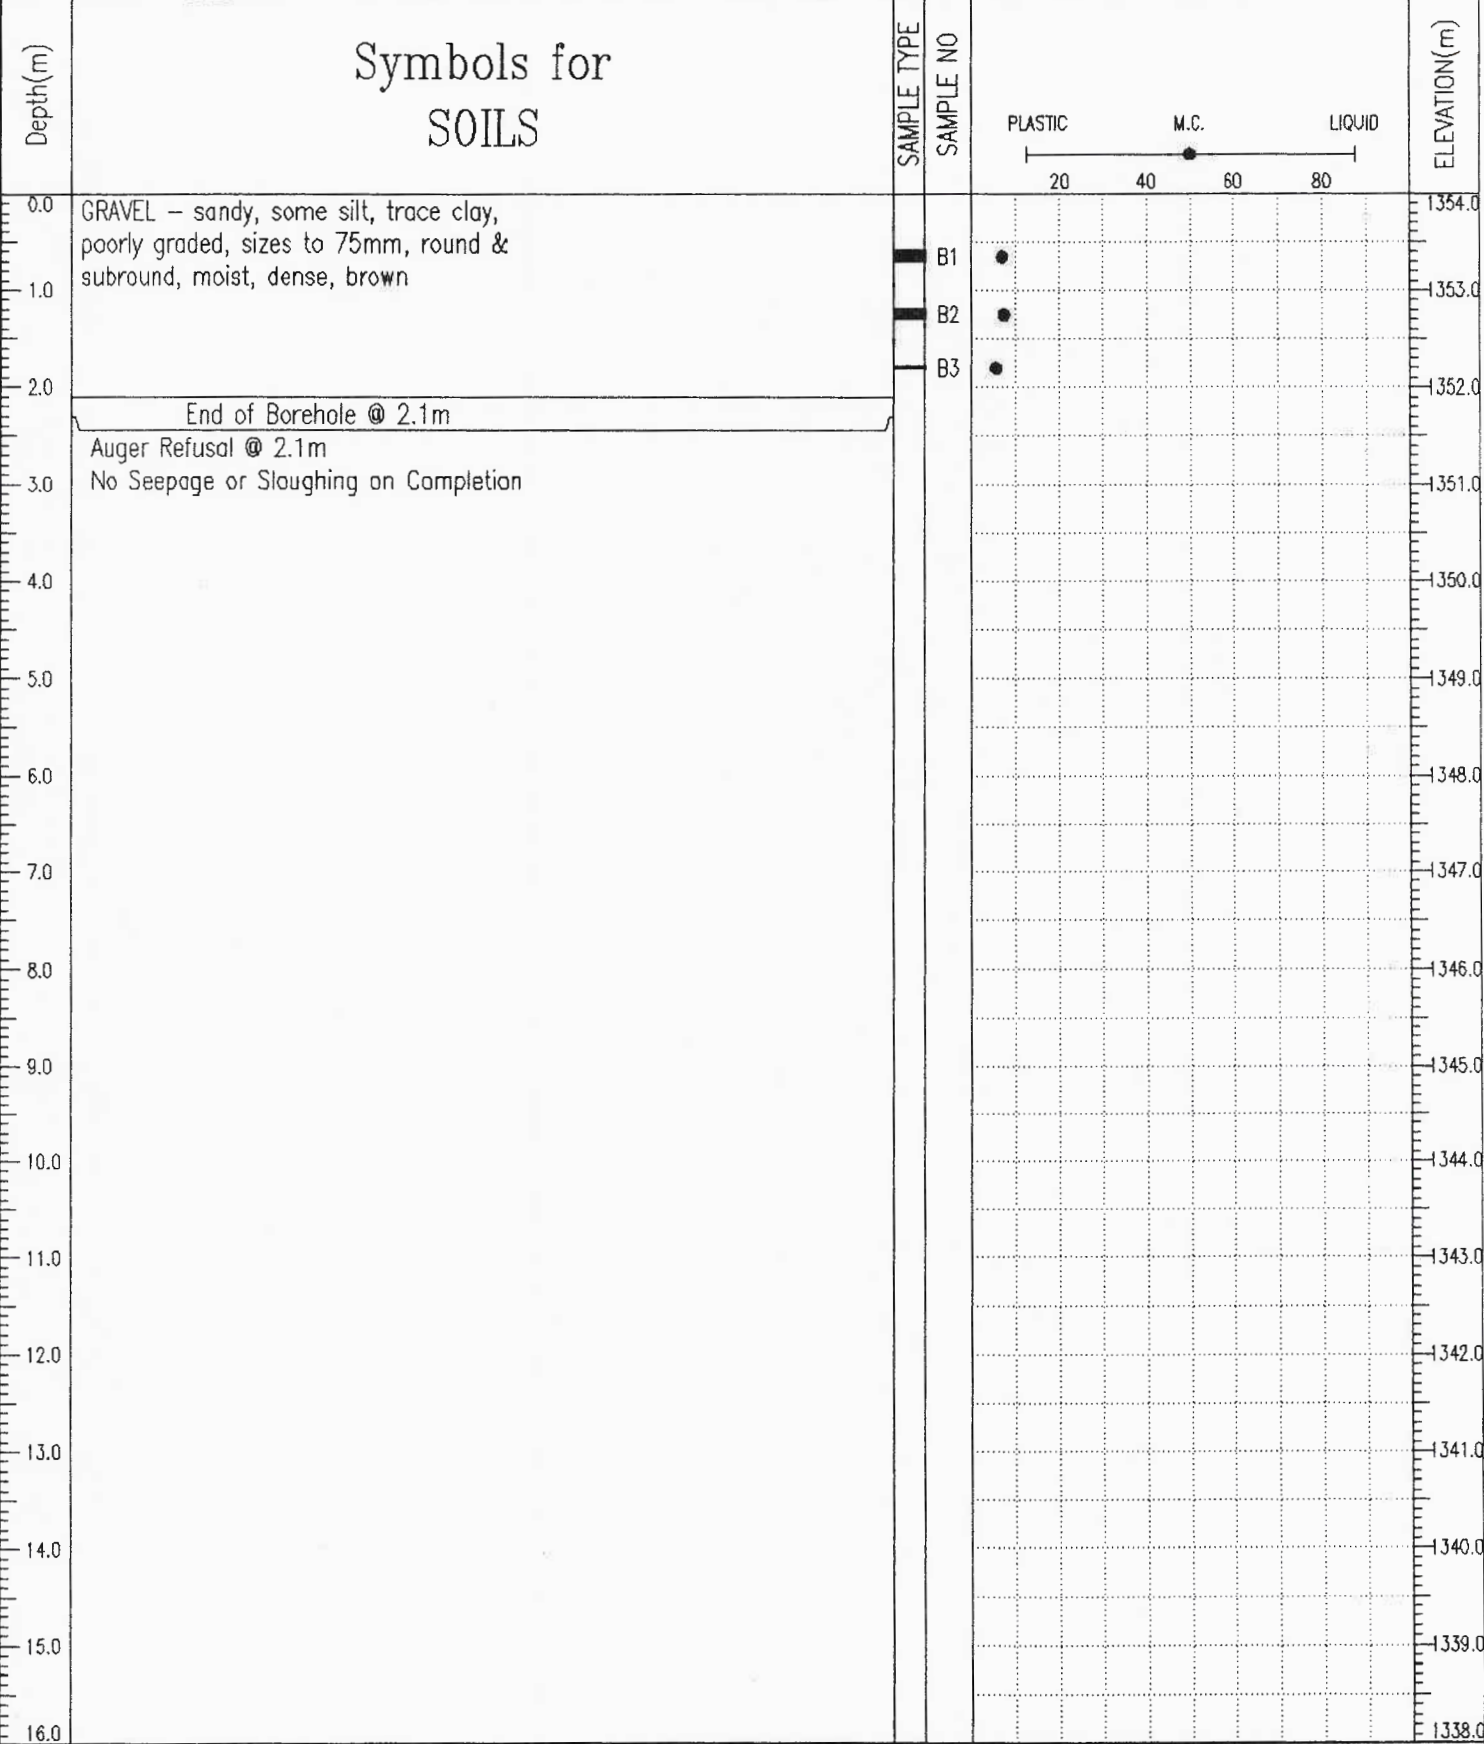 Depth(m)
Symbols for
SOILS
SAMPLE TYPE
SAMPLE NO
PLASTIC M.C. LIQUID
20 40 60 80
ELEVATION(m)
0.0
GRAVEL – sandy, some silt, trace clay,
poorly graded, sizes to 75mm, round &
subround, moist, dense, brown
B1
B2
B3
End of Borehole @ 2.1m
Auger Refusal @ 2.1m
No Seepage or Sloughing on Completion
1.0
2.0
3.0
4.0
5.0
6.0
7.0
8.0
9.0
10.0
11.0
12.0
13.0
14.0
15.0
16.0
1354.0
1353.0
1352.0
1351.0
1350.0
1349.0
1348.0
1347.0
1346.0
1345.0
1344.0
1343.0
1342.0
1341.0
1340.0
1339.0
1338.0